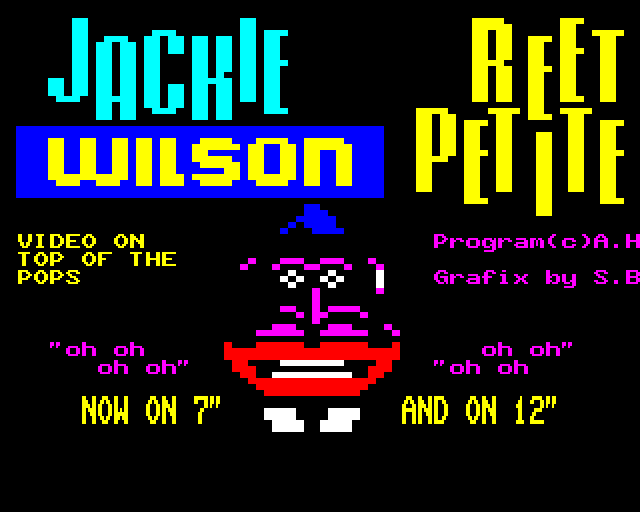 JACKIE
WILSON
REET
PETITE
VIDEO ON
TOP OF THE
POPS
Program(c)A.H
Grafix by S.B
"oh oh
oh oh"
oh oh"
"oh oh
NOW ON 7"
AND ON 12"